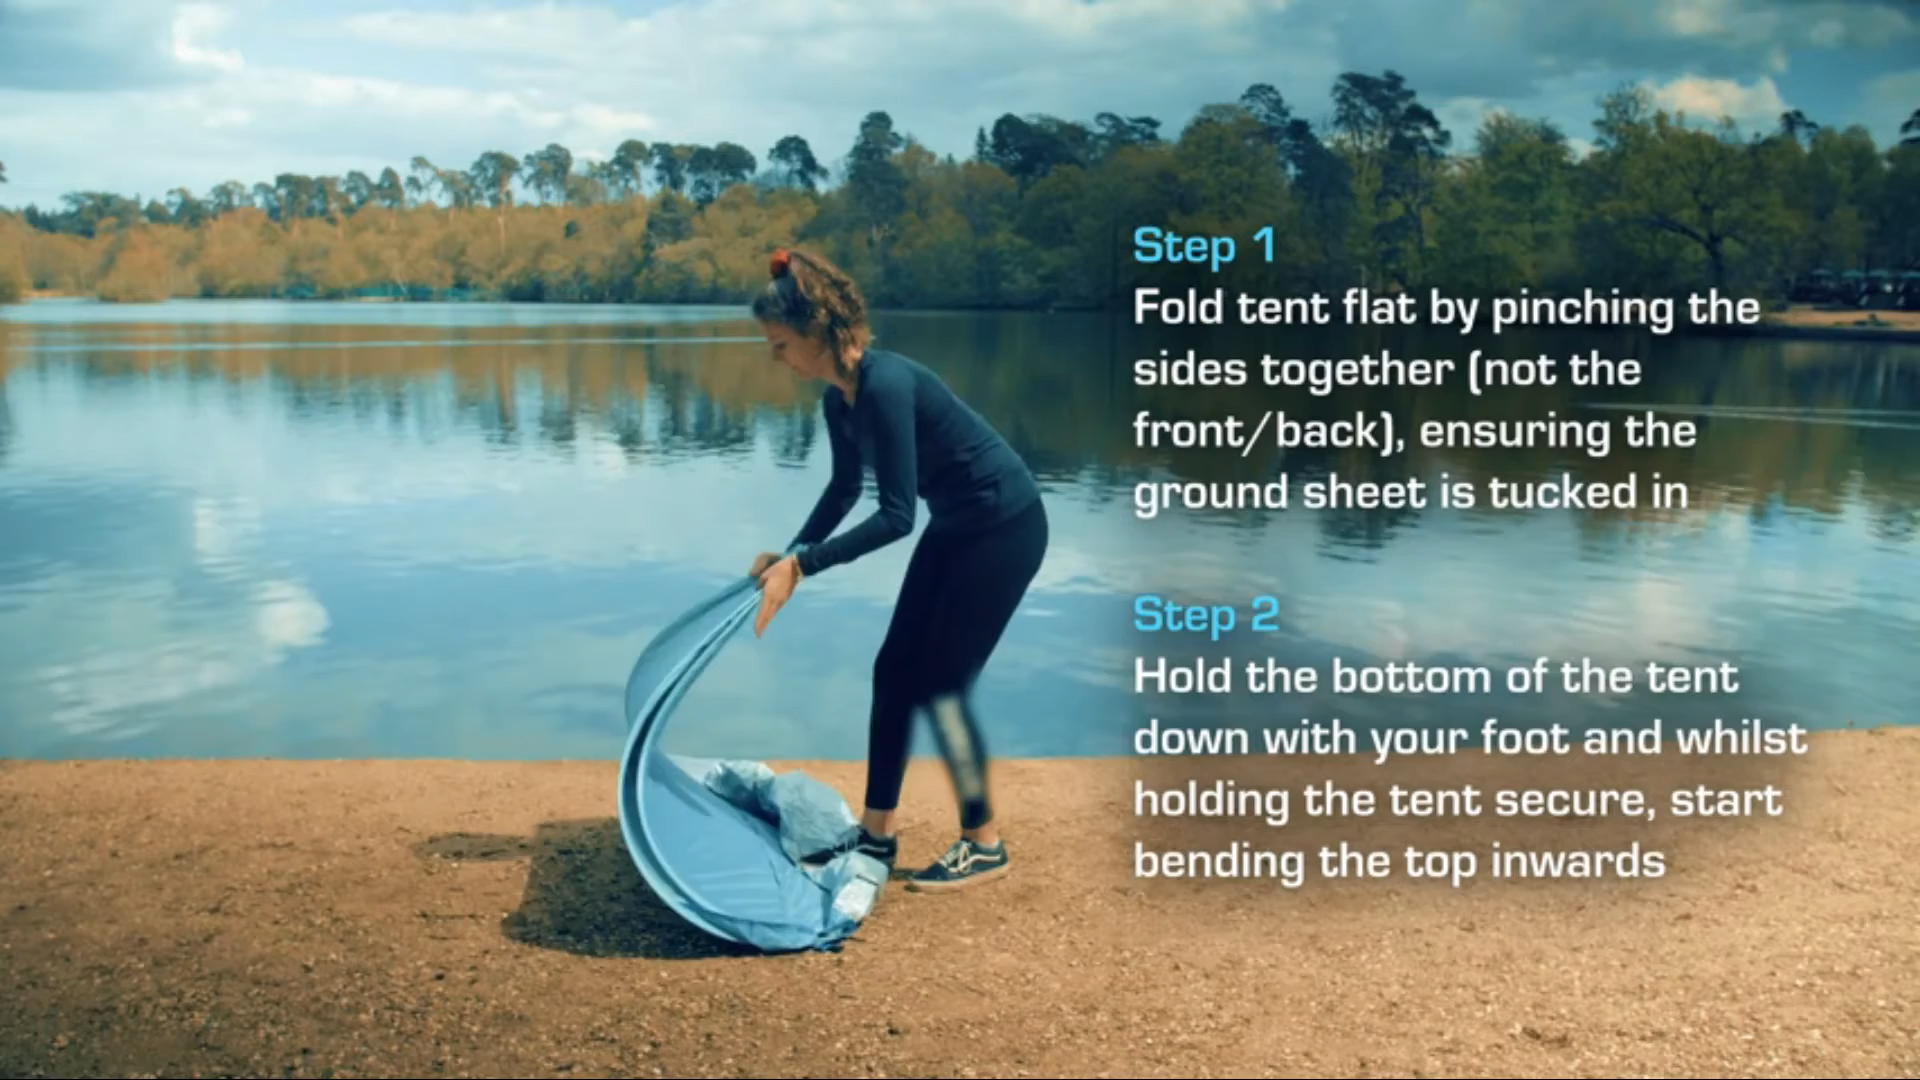 Step 1
Fold tent flat by pinching the
sides together (not the
front/back), ensuring the
ground sheet is tucked in
Step 2
Hold the bottom of the tent
down with your foot and whilst
holding the tent secure, start
bending the top inwards